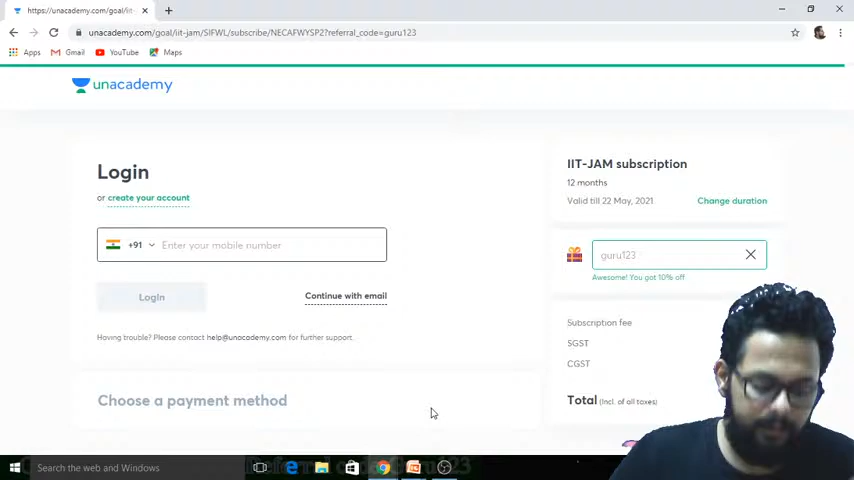 https://unacademy.com/goal/iit-j
unacademy.com/goal/iit-jam/SIFWL/subscribe/NECAFWYSP2?referral_code=guru123
Apps Gmail YouTube Maps
unacademy
Login
or create your account
+91 Enter your mobile number
Login Continue with email
Having trouble? Please contact help@unacademy.com for further support.
Choose a payment method
IIT-JAM subscription
12 months
Valid till 22 May, 2021 Change duration
guru123
Awesome! You got 10% off
Subscription fee
SGST
CGST
Total (Incl. of all taxes)
Search the web and Windows